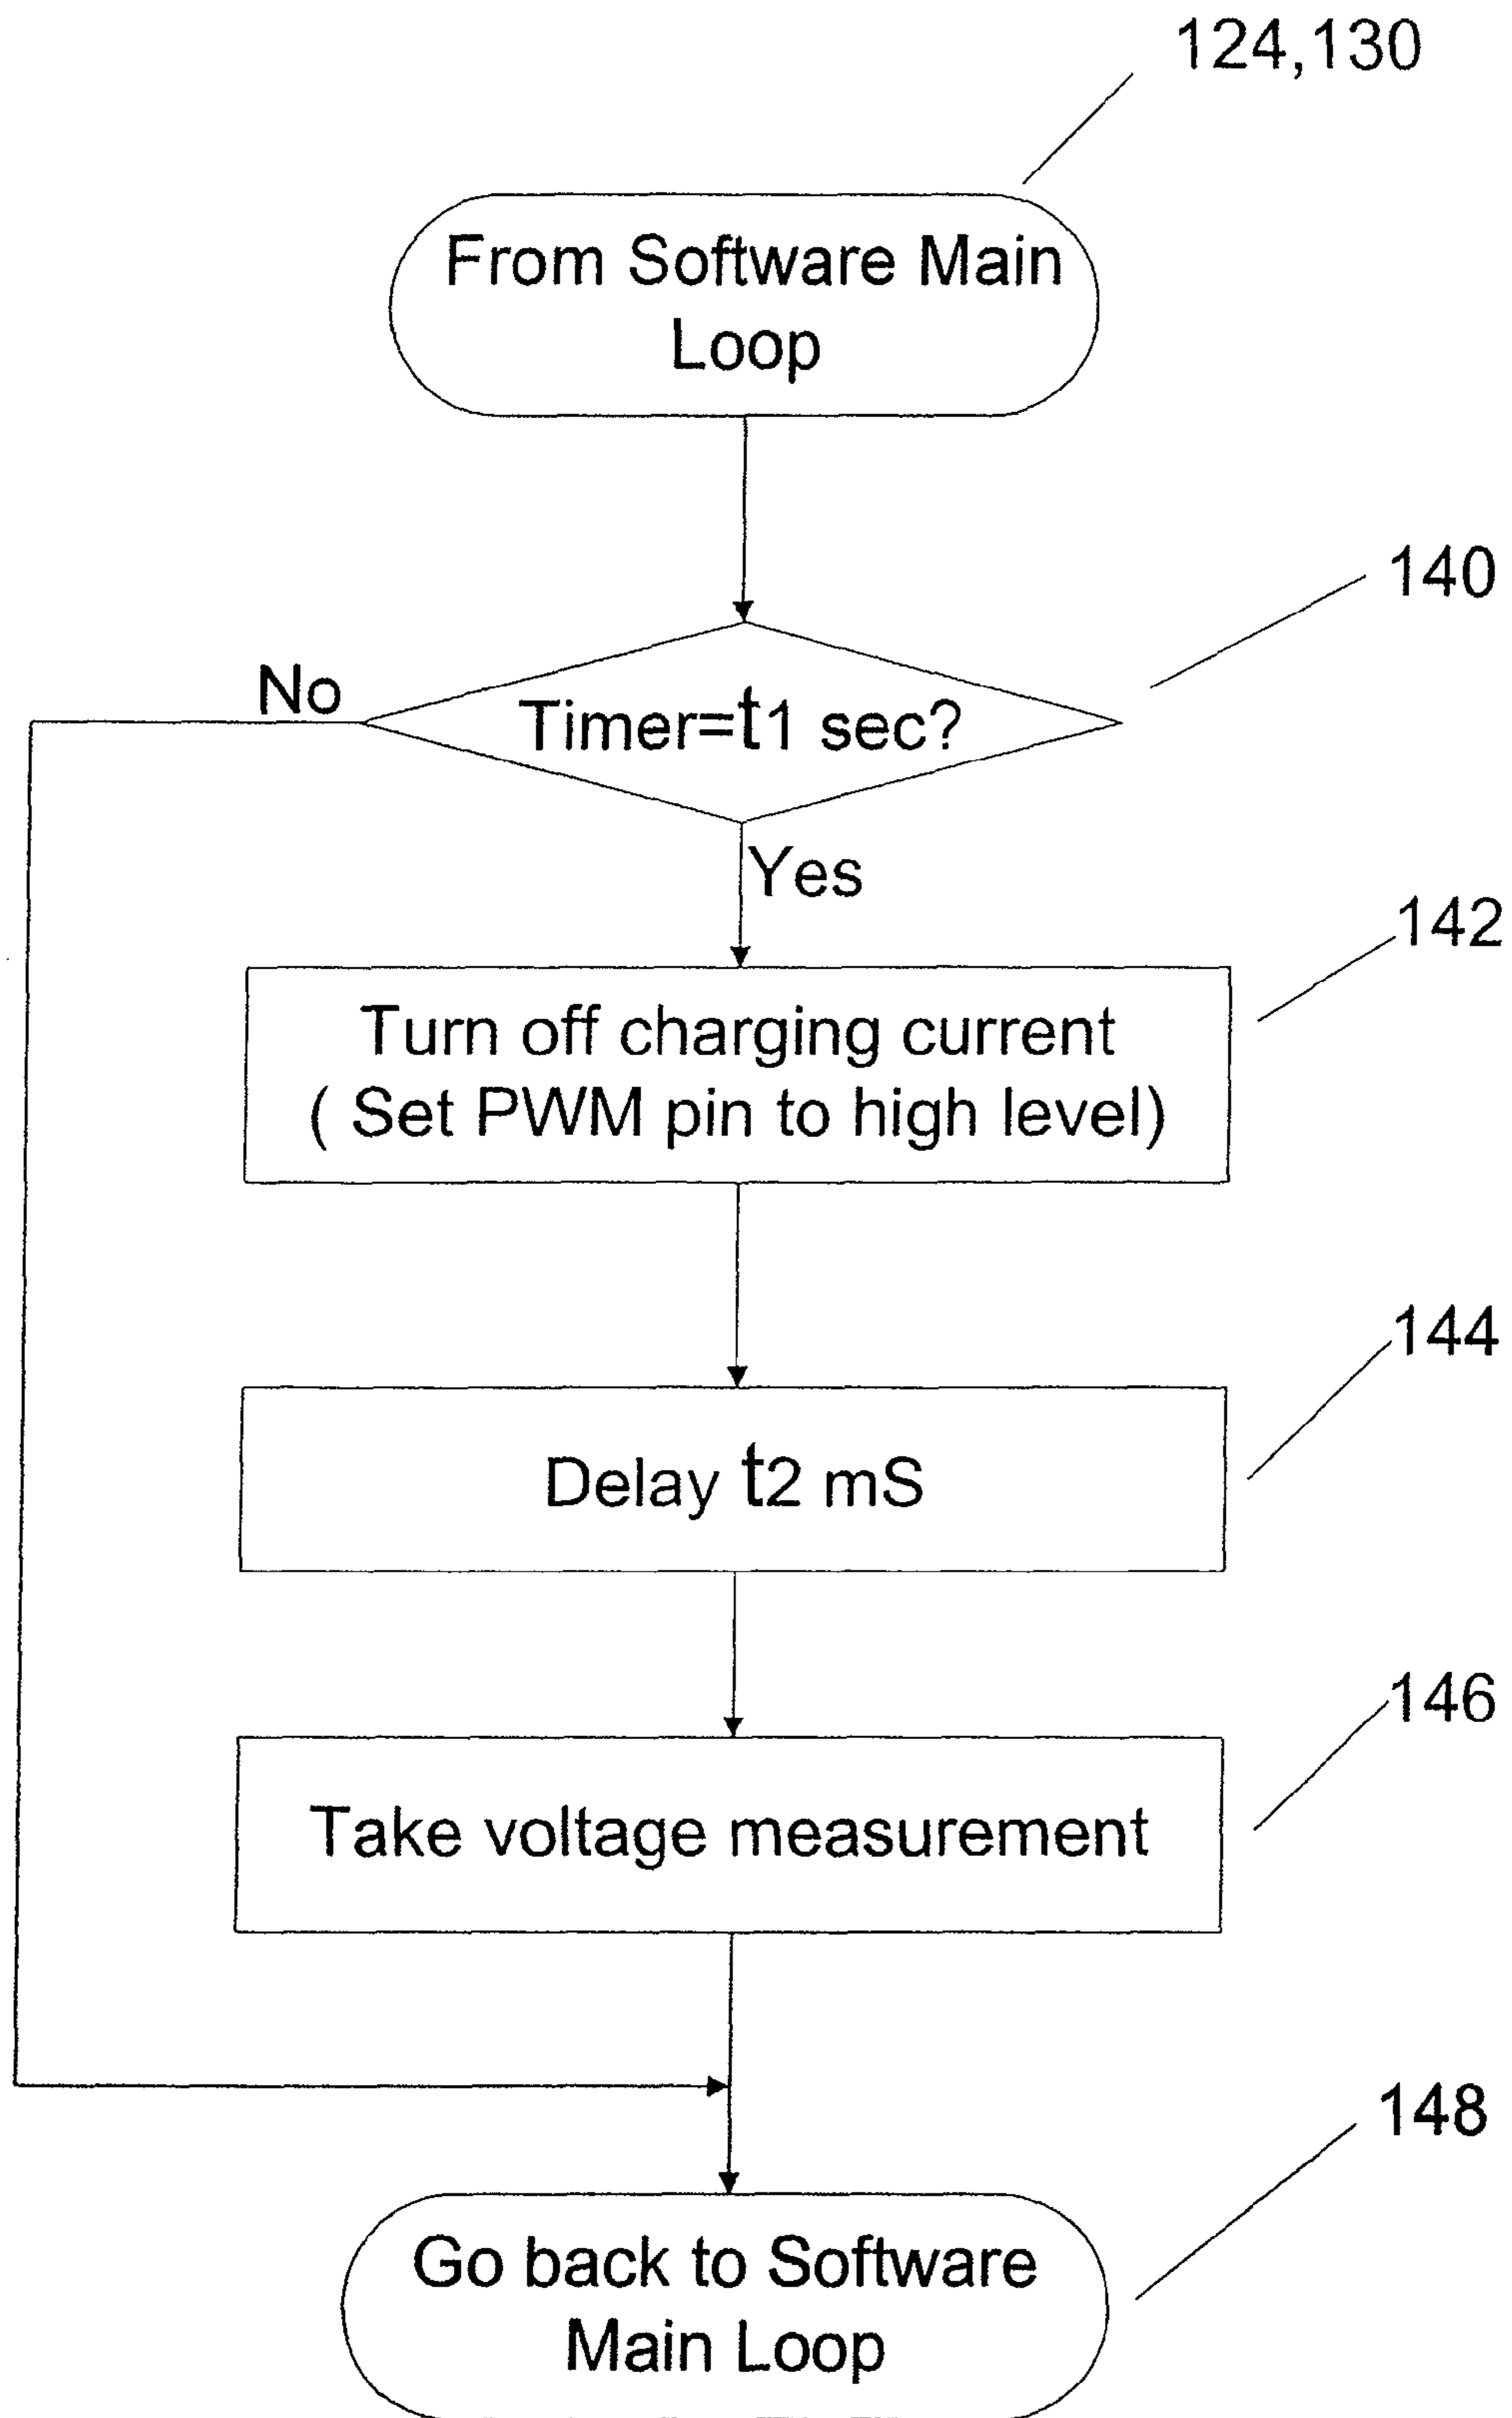 124,130
From Software Main
Loop
140
No
Timer=t1 sec?
Yes
142
Turn off charging current
( Set PWM pin to high level)
144
Delay t2 mS
146
Take voltage measurement
148
Go back to Software
Main Loop